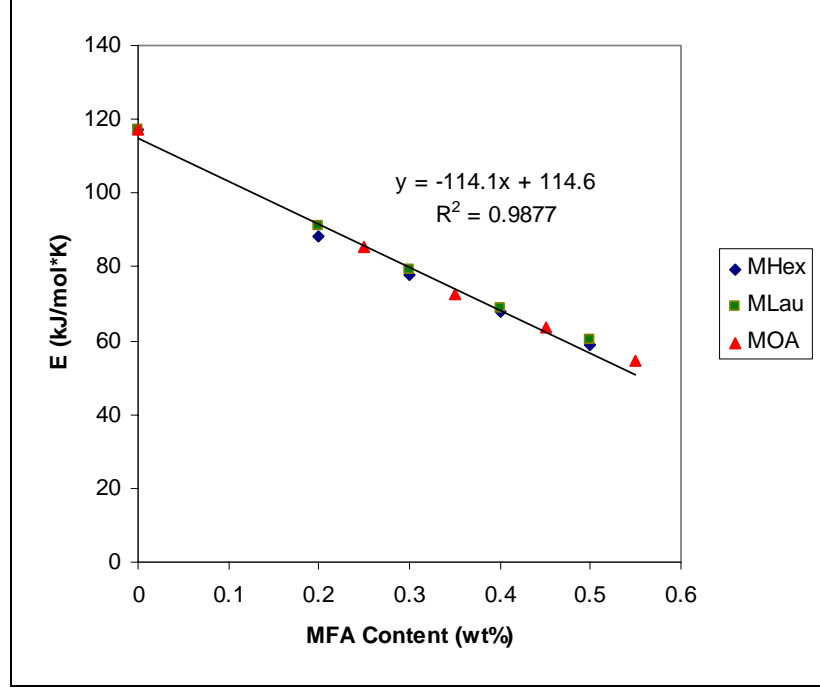 140
120
100
80
60
40
20
0
E (kJ/mol*K)
y = -114.1x + 114.6
R² = 0.9877
0 0.1 0.2 0.3 0.4 0.5 0.6
MFA Content (wt%)
MHex
MLau
MOA